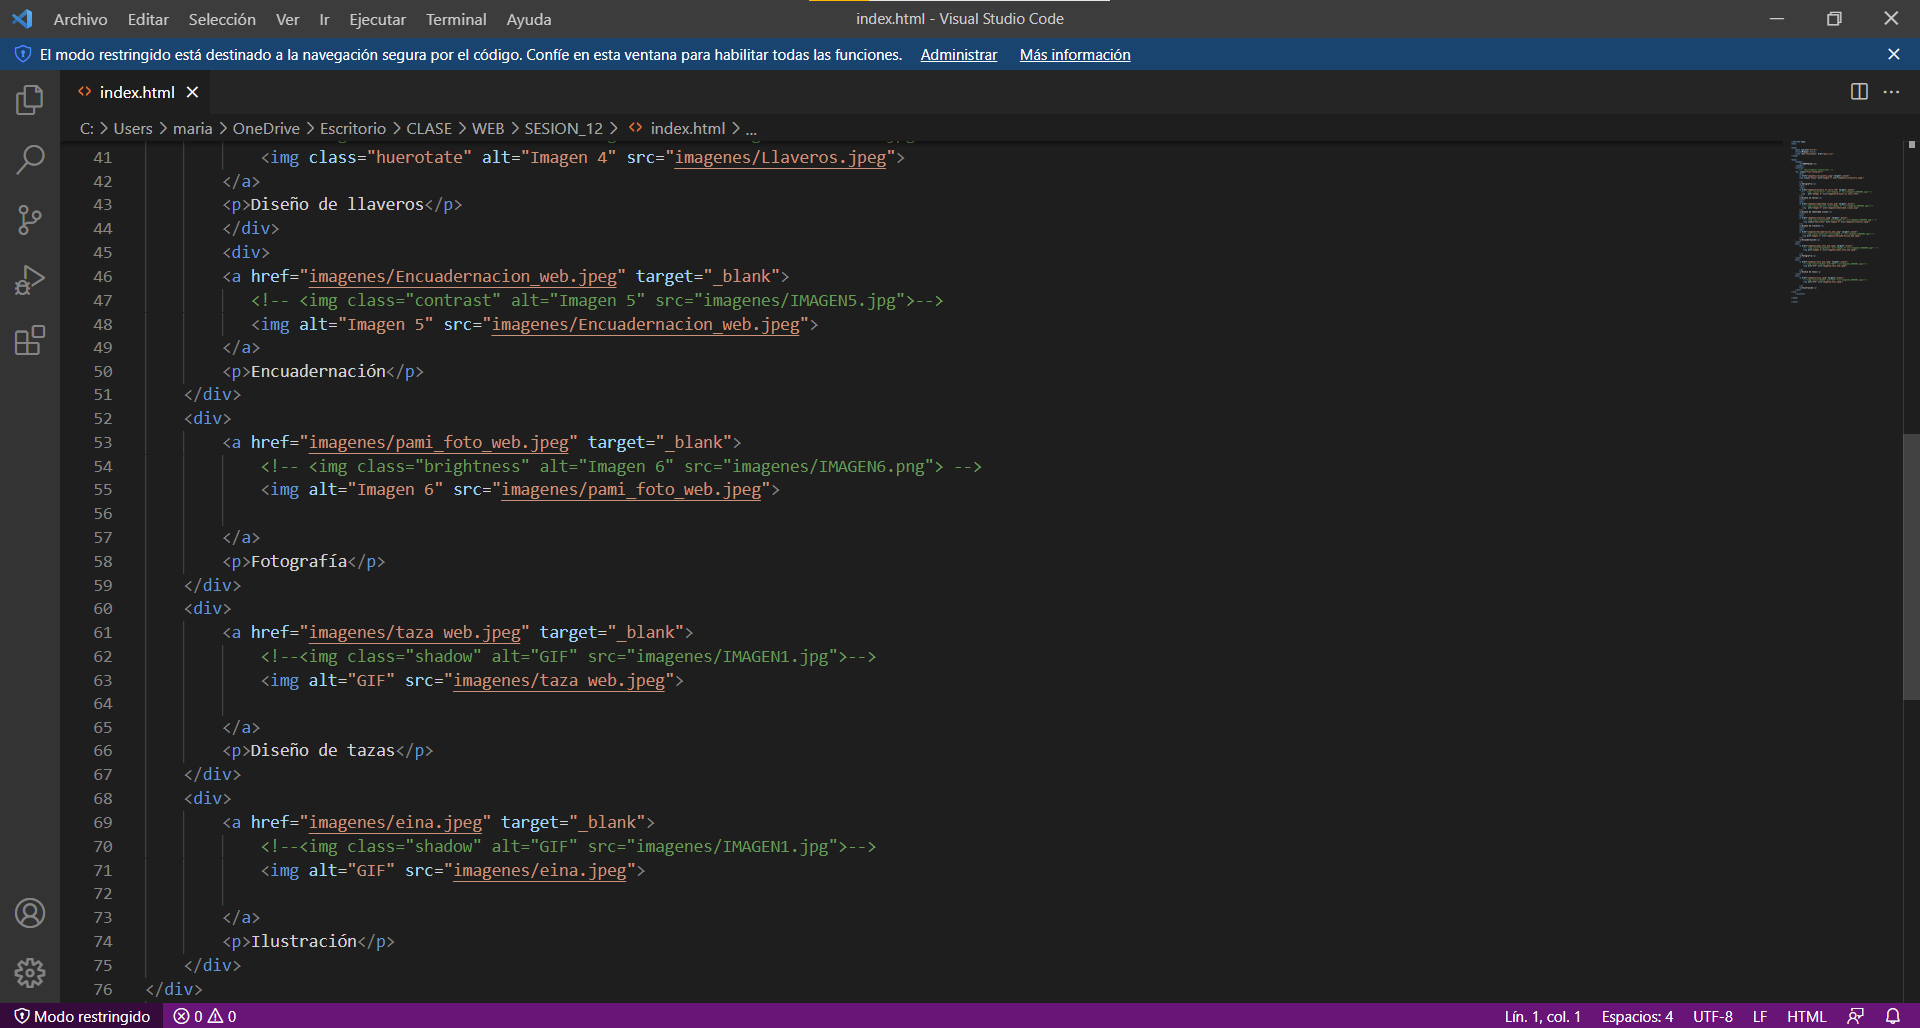 Archivo Editar Selección Ver Ir Ejecutar Terminal Ayuda index.html - Visual Studio Code
El modo restringido está destinado a la navegación segura por el código. Confíe en esta ventana para habilitar todas las funciones. Administrar Más información
index.html
C: > Users > maria > OneDrive > Escritorio > CLASE > WEB > SESION_12 > index.html > ...
41 <img class="huerotate" alt="Imagen 4" src="imagenes/Llaveros.jpeg">
42 </a>
43 <p>Diseño de llaveros</p>
44 </div>
45 <div>
46 <a href="imagenes/Encuadernacion_web.jpeg" target="_blank">
47 <!-- <img class="contrast" alt="Imagen 5" src="imagenes/IMAGEN5.jpg">-->
48 <img alt="Imagen 5" src="imagenes/Encuadernacion_web.jpeg">
49 </a>
50 <p>Encuadernación</p>
51 </div>
52 <div>
53 <a href="imagenes/pami_foto_web.jpeg" target="_blank">
54 <!-- <img class="brightness" alt="Imagen 6" src="imagenes/IMAGEN6.png"> -->
55 <img alt="Imagen 6" src="imagenes/pami_foto_web.jpeg">
56
57 </a>
58 <p>Fotografía</p>
59 </div>
60 <div>
61 <a href="imagenes/taza web.jpeg" target="_blank">
62 <!--<img class="shadow" alt="GIF" src="imagenes/IMAGEN1.jpg">-->
63 <img alt="GIF" src="imagenes/taza web.jpeg">
64
65 </a>
66 <p>Diseño de tazas</p>
67 </div>
68 <div>
69 <a href="imagenes/eina.jpeg" target="_blank">
70 <!--<img class="shadow" alt="GIF" src="imagenes/IMAGEN1.jpg">-->
71 <img alt="GIF" src="imagenes/eina.jpeg">
72
73 </a>
74 <p>Ilustración</p>
75 </div>
76 </div>
Modo restringido 0 0 Lín. 1, col. 1 Espacios: 4 UTF-8 LF HTML